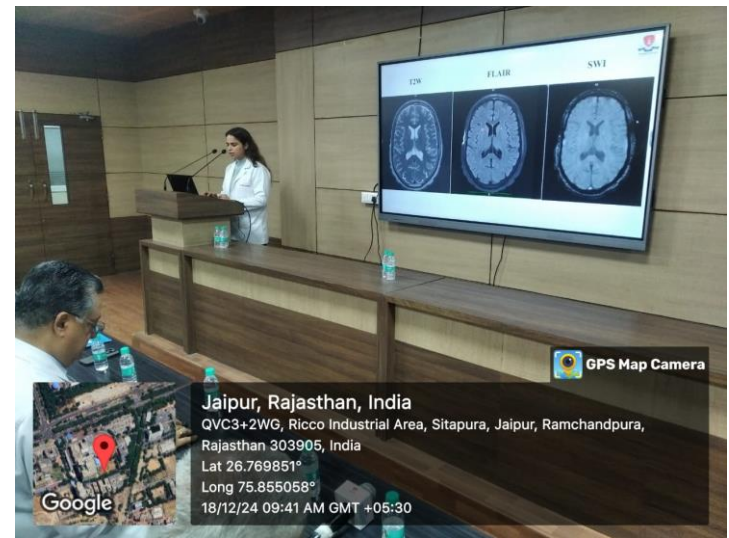 T2W
FLAIR
SWI
GPS Map Camera
Jaipur, Rajasthan, India
QVC3+2WG, Ricco Industrial Area, Sitapura, Jaipur, Ramchandpura,
Rajasthan 303905, India
Lat 26.769851°
Long 75.855058°
18/12/24 09:41 AM GMT +05:30
Google